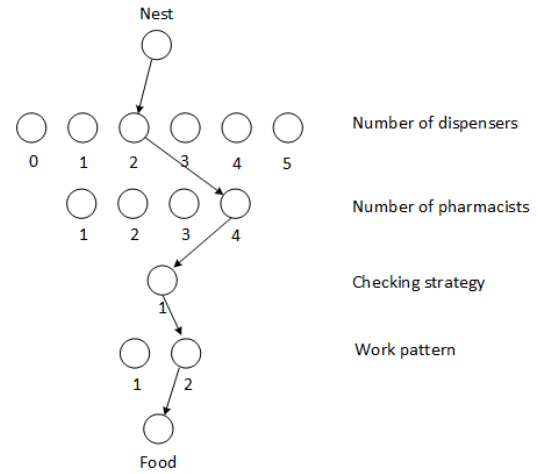 Nest
Number of dispensers
0 1 2 3 4 5
Number of pharmacists
1 2 3 4
Checking strategy
1
Work pattern
1 2
Food